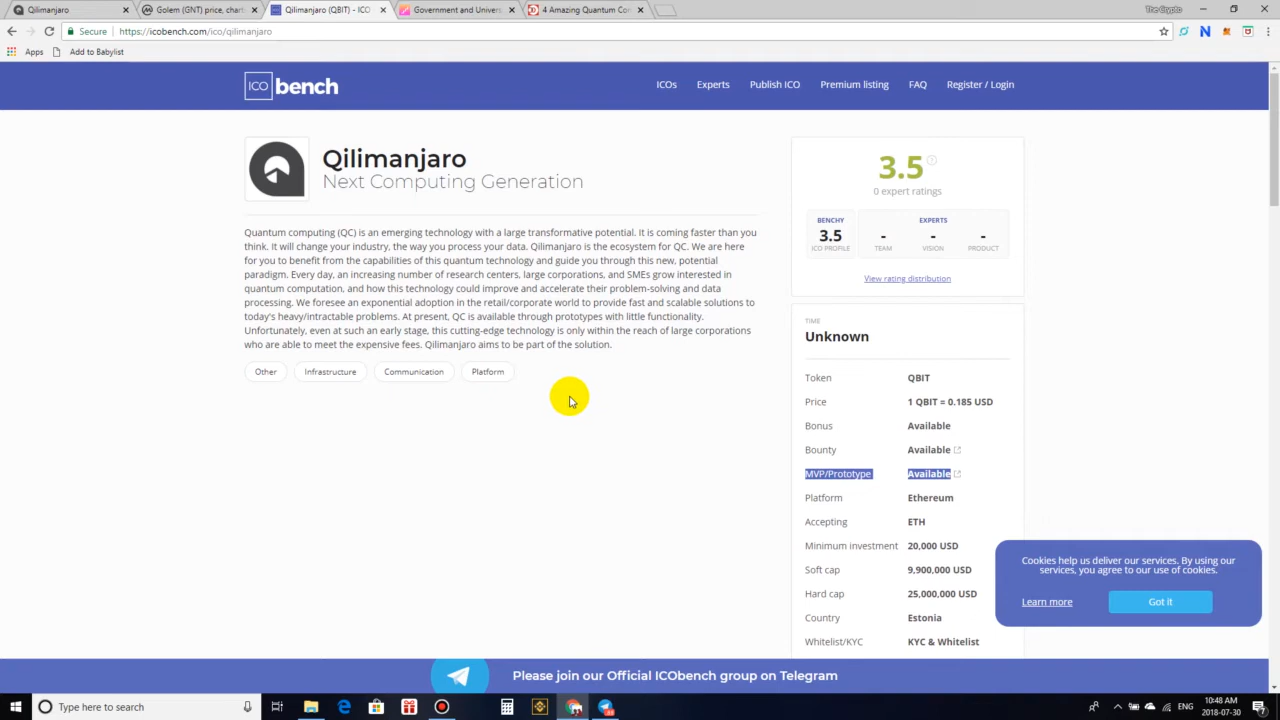 Qilimanjaro
Golem (GNT) price, chart
Qilimanjaro (QBIT) - ICO
Government and Univers
4 Amazing Quantum Co
The Crypto
Secure
https://icobench.com/ico/qilimanjaro
Apps
Add to Babylist
ICO bench
ICOs
Experts
Publish ICO
Premium listing
FAQ
Register / Login
Qilimanjaro
Next Computing Generation
Quantum computing (QC) is an emerging technology with a large transformative potential. It is coming faster than you
think. It will change your industry, the way you process your data. Qilimanjaro is the ecosystem for QC. We are here
for you to benefit from the capabilities of this quantum technology and guide you through this new, potential
paradigm. Every day, an increasing number of research centers, large corporations, and SMEs grow interested in
quantum computation, and how this technology could improve and accelerate their problem-solving and data
processing. We foresee an exponential adoption in the retail/corporate world to provide fast and scalable solutions to
today's heavy/intractable problems. At present, QC is available through prototypes with little functionality.
Unfortunately, even at such an early stage, this cutting-edge technology is only within the reach of large corporations
who are able to meet the expensive fees. Qilimanjaro aims to be part of the solution.
Other
Infrastructure
Communication
Platform
3.5
0 expert ratings
BENCHY
3.5
ICO PROFILE
EXPERTS
- - -
TEAM VISION PRODUCT
View rating distribution
TIME
Unknown
Token QBIT
Price 1 QBIT = 0.185 USD
Bonus Available
Bounty Available
MVP/Prototype Available
Platform Ethereum
Accepting ETH
Minimum investment 20,000 USD
Soft cap 9,900,000 USD
Hard cap 25,000,000 USD
Country Estonia
Whitelist/KYC KYC & Whitelist
Cookies help us deliver our services. By using our
services, you agree to our use of cookies.
Learn more
Got it
Please join our Official ICObench group on Telegram
Type here to search
ENG
10:48 AM
2018-07-30